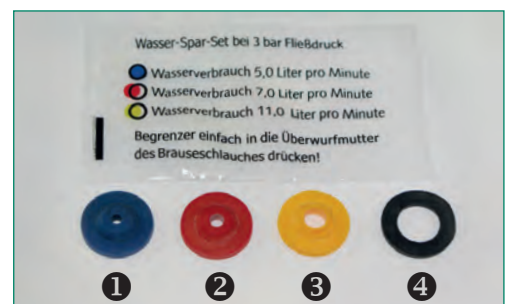 Wasser-Spar-Set bei 3 bar Fließdruck
Wasserverbrauch 5,0 Liter pro Minute
Wasserverbrauch 7,0 Liter pro Minute
Wasserverbrauch 11,0 Liter pro Minute
Begrenzer einfach in die Überwurfmutter
des Brauseschlauches drücken!
1 2 3 4